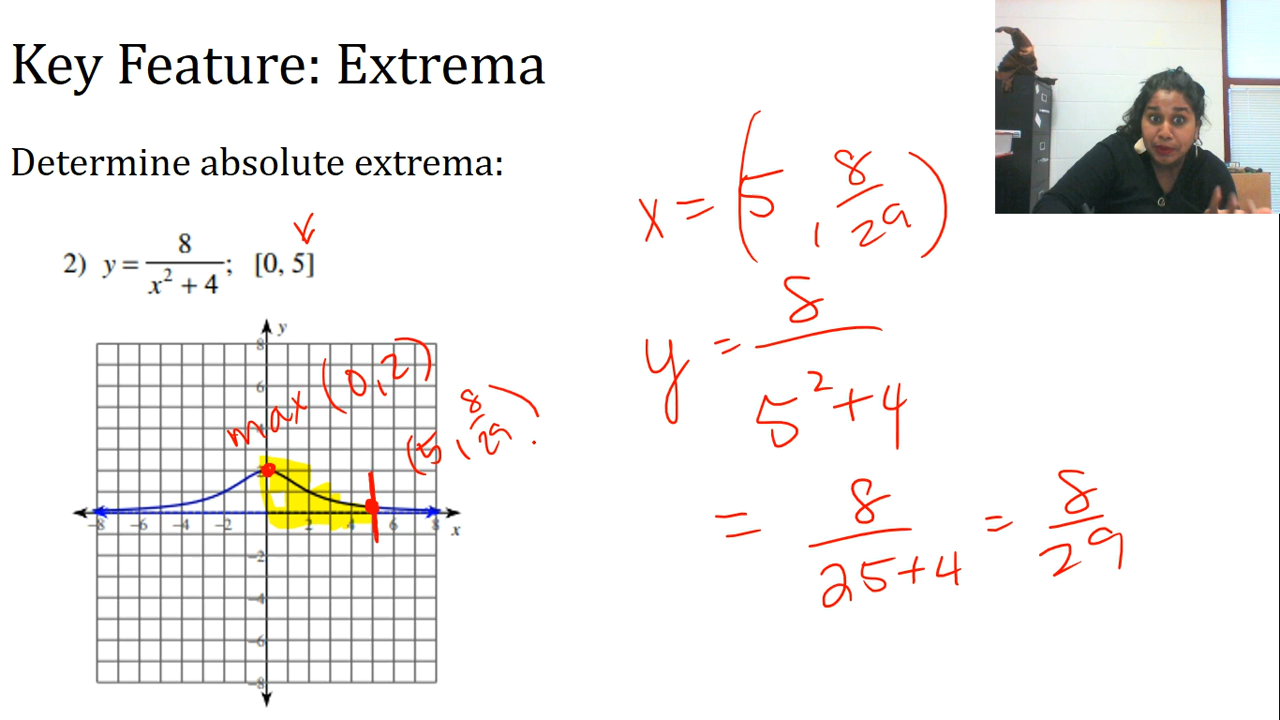 Key Feature: Extrema
Determine absolute extrema:
2) y = 8/(x² + 4); [0, 5]
y
8
6
max (0, 2)
(5, 8/29)
-8 -6 -4 -2 2 4 6 8 x
-2
-4
-6
-8
x = (5, 8/29)
y = 8/(5² + 4)
= 8/(25+4) = 8/29